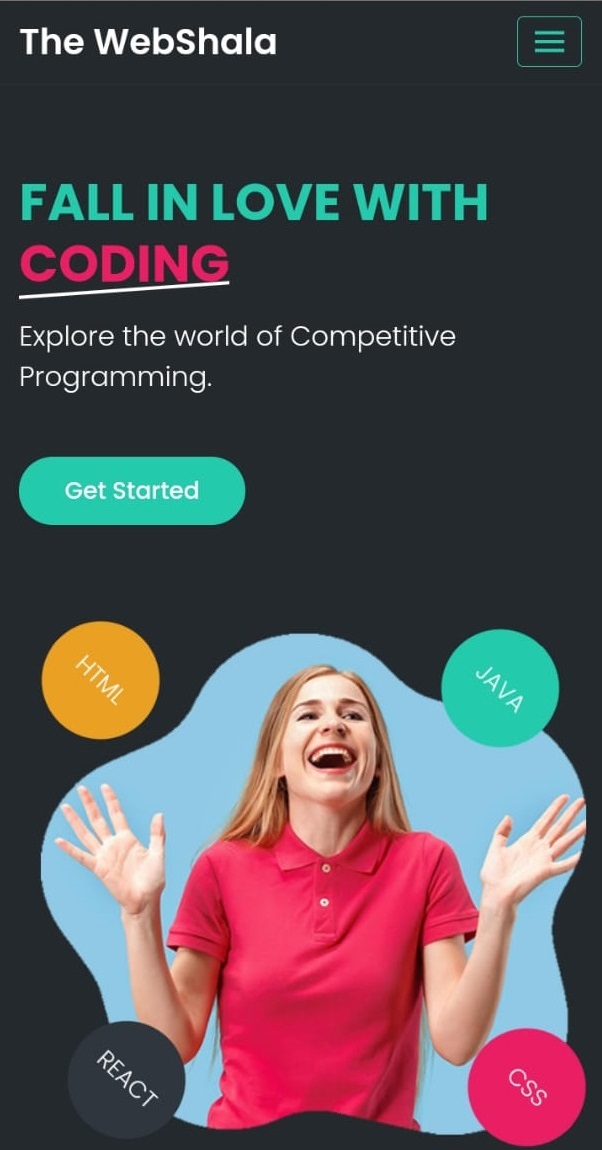 The WebShala
FALL IN LOVE WITH
CODING
Explore the world of Competitive
Programming.
Get Started
HTML
JAVA
REACT
CSS